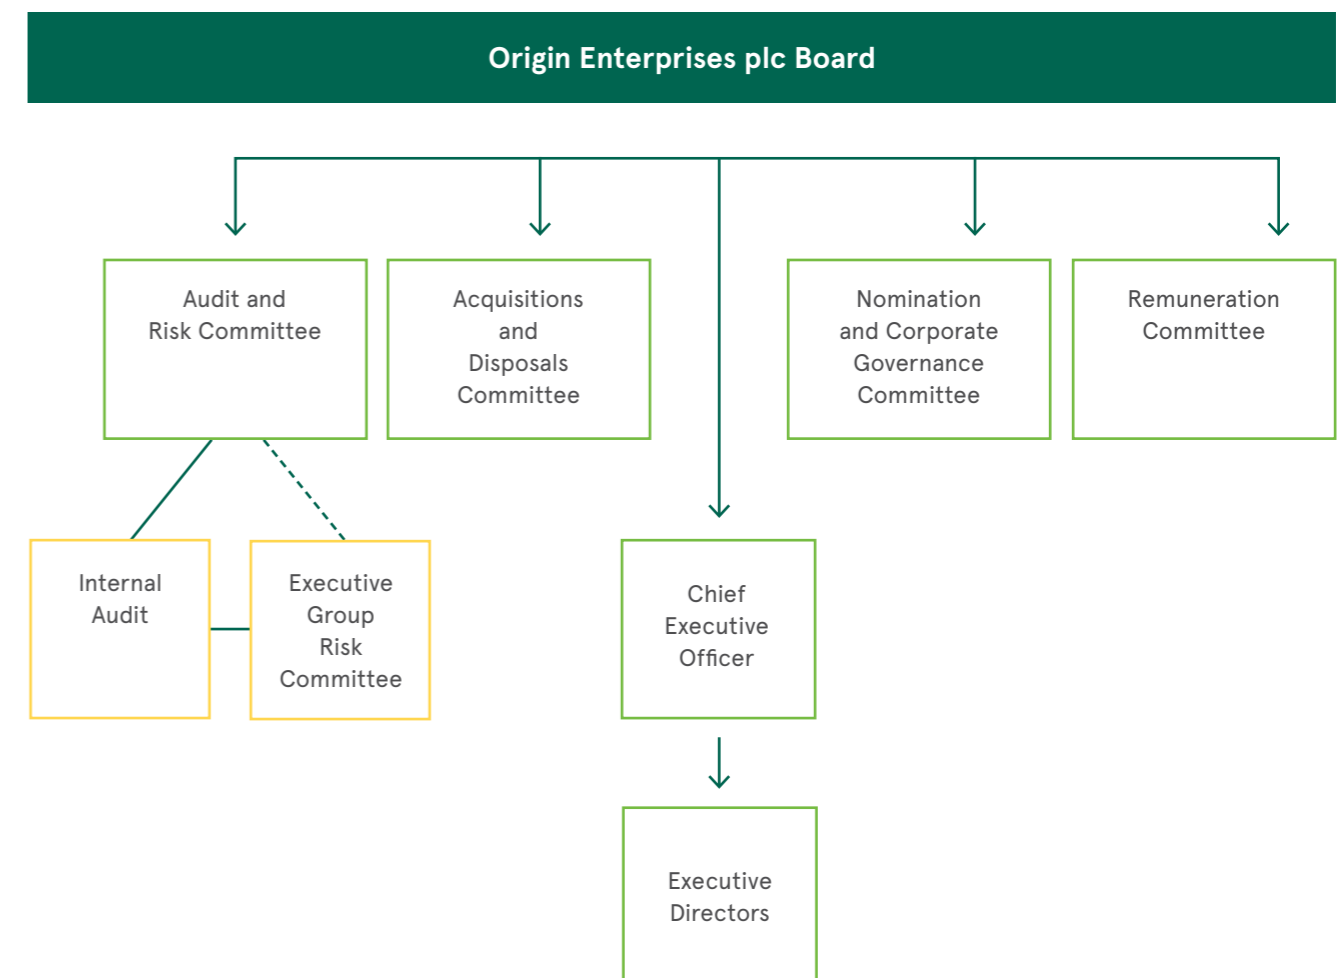 Origin Enterprises plc Board
Audit and
Risk Committee
Acquisitions
and
Disposals
Committee
Nomination
and Corporate
Governance
Committee
Remuneration
Committee
Internal
Audit
Executive
Group
Risk
Committee
Chief
Executive
Officer
Executive
Directors